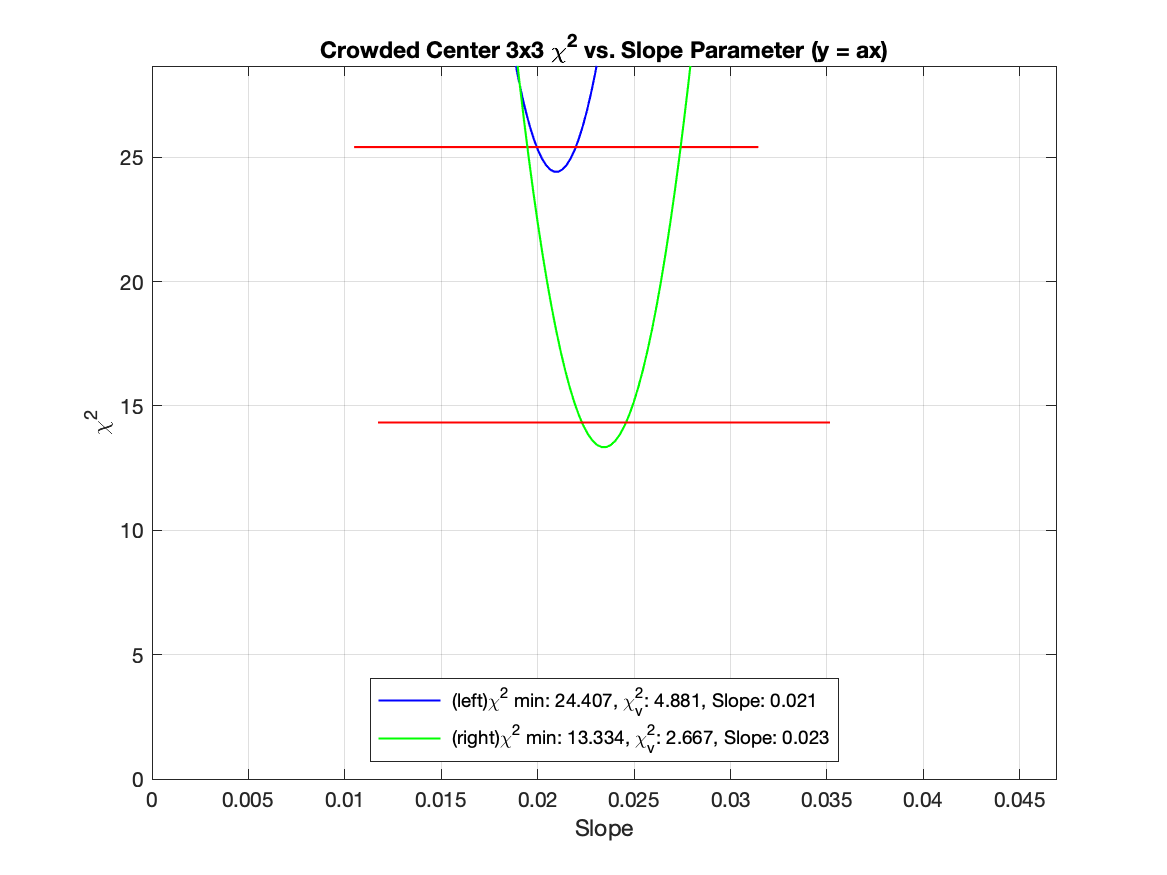 Crowded Center 3x3 χ² vs. Slope Parameter (y = ax)
25
20
15
10
5
0
χ²
(left)χ² min: 24.407, χ²ᵥ: 4.881, Slope: 0.021
(right)χ² min: 13.334, χ²ᵥ: 2.667, Slope: 0.023
0 0.005 0.01 0.015 0.02 0.025 0.03 0.035 0.04 0.045
Slope